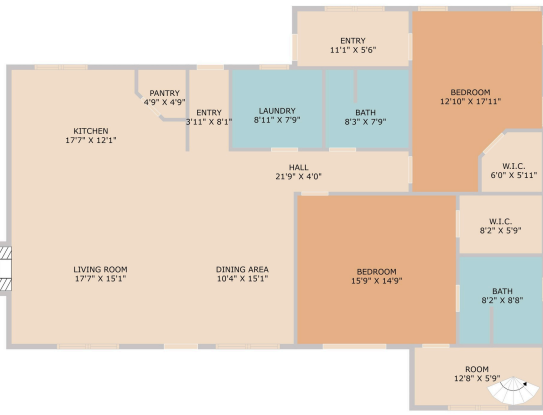 ENTRY
11'1" X 5'6"
BEDROOM
12'10" X 17'11"
PANTRY
4'9" X 4'9"
ENTRY
3'11" X 8'1"
LAUNDRY
8'11" X 7'9"
BATH
8'3" X 7'9"
KITCHEN
17'7" X 12'1"
HALL
21'9" X 4'0"
W.I.C.
6'0" X 5'11"
W.I.C.
8'2" X 5'9"
LIVING ROOM
17'7" X 15'1"
DINING AREA
10'4" X 15'1"
BEDROOM
15'9" X 14'9"
BATH
8'2" X 8'8"
ROOM
12'8" X 5'9"